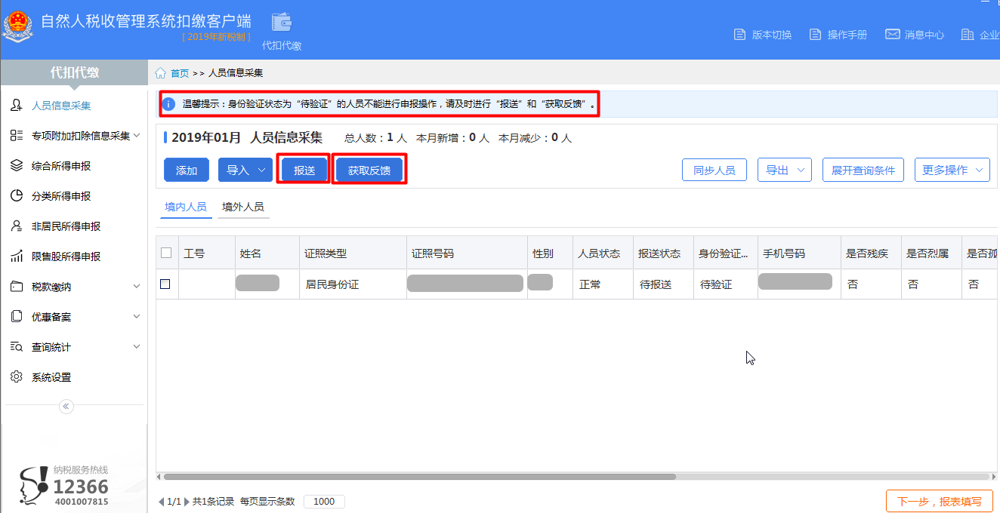 自然人税收管理系统扣缴客户端
[ 2019年新税制 ]
代扣代缴
版本切换 操作手册 消息中心 企业
代扣代缴
首页 >> 人员信息采集
人员信息采集
专项附加扣除信息采集
综合所得申报
分类所得申报
非居民所得申报
限售股所得申报
税款缴纳
优惠备案
查询统计
系统设置
纳税服务热线
12366
4001007815
温馨提示：身份验证状态为“待验证”的人员不能进行申报操作，请及时进行“报送”和“获取反馈”。
2019年01月 人员信息采集 总人数：1 人 本月新增：0 人 本月减少：0 人
添加 导入 报送 获取反馈 同步人员 导出 展开查询条件 更多操作
境内人员 境外人员
工号 姓名 证照类型 证照号码 性别 人员状态 报送状态 身份验证... 手机号码 是否残疾 是否烈属 是否孤
居民身份证 正常 待报送 待验证 否 否 否
1/1 共1条记录 每页显示条数 1000
下一步，报表填写